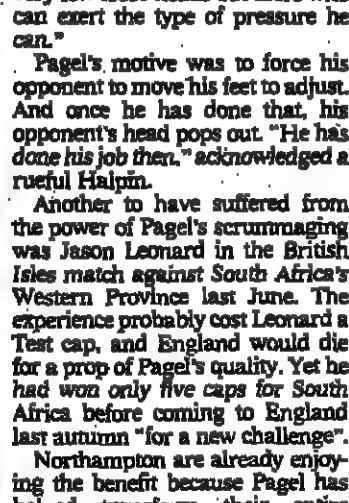 can exert the type of pressure he
can."
Pagel's motive was to force his
opponent to move his feet to adjust.
And once he has done that, his
opponent's head pops out. "He has
done his job then," acknowledged a
rueful Halpin.
Another to have suffered from
the power of Pagel's scrummaging
was Jason Leonard in the British
Isles match against South Africa's
Western Province last June. The
experience probably cost Leonard a
Test cap, and England would die
for a prop of Pagel's quality. Yet he
had won only five caps for South
Africa before coming to England
last autumn "for a new challenge".
Northampton are already enjoy-
ing the benefit because Pagel has